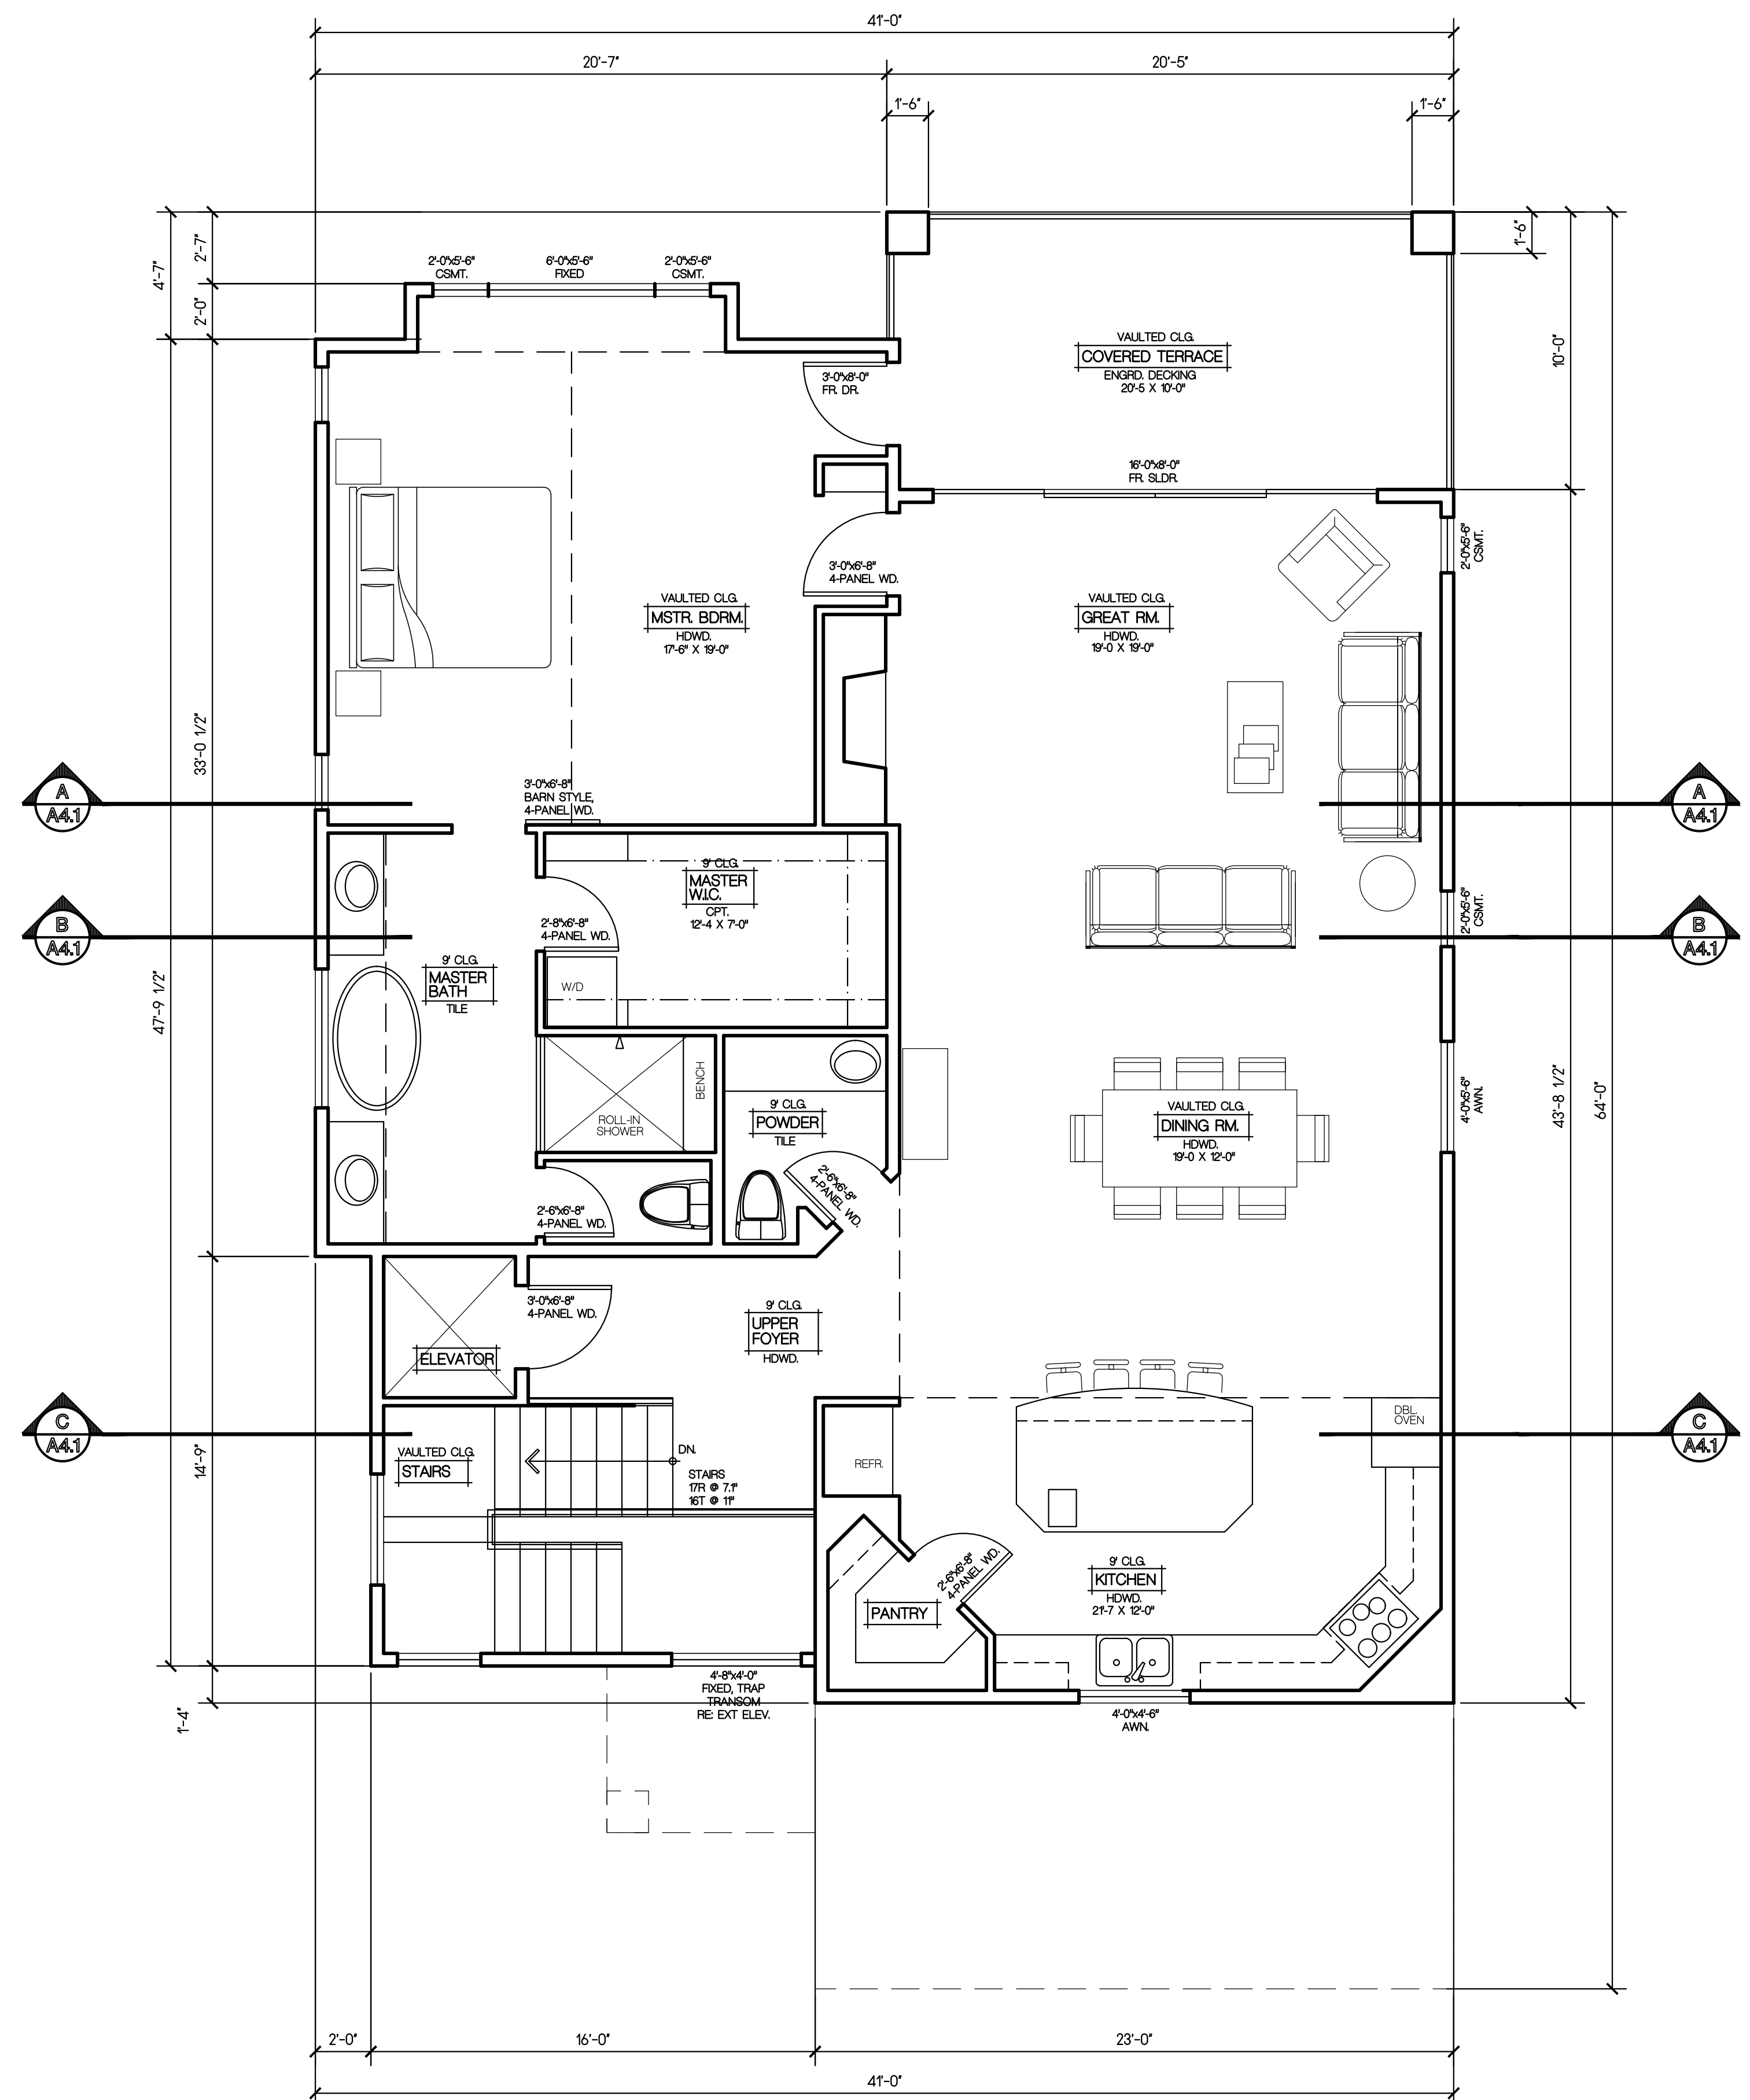 41'-0"
20'-7"
20'-5"
1'-6"
1'-6"
4'-7"
2'-7"
2'-0"
1'-6"
2'-0"x5'-6"
CSMT.
6'-0"x5'-6"
FIXED
2'-0"x5'-6"
CSMT.
VAULTED CLG.
COVERED TERRACE
ENGRD. DECKING
20'-5 X 10'-0"
10'-0"
3'-0"x8'-0"
FR. DR.
16'-0"x8'-0"
FR. SLDR.
2'-0"x5'-6"
CSMT.
3'-0"x6'-8"
4-PANEL WD.
VAULTED CLG.
MSTR. BDRM.
HDWD.
17'-6" X 19'-0"
VAULTED CLG.
GREAT RM.
HDWD.
19'-0 X 19'-0"
33'-0 1/2"
A
A4.1
A
A4.1
3'-0"x6'-8"
BARN STYLE,
4-PANEL WD.
9' CLG.
MASTER
W.I.C.
CPT.
12'-4 X 7'-0"
2'-8"x6'-8"
4-PANEL WD.
B
A4.1
B
A4.1
2'-0"x5'-6"
CSMT.
9' CLG.
MASTER
BATH
TILE
W/D
47'-9 1/2"
BENCH
ROLL-IN
SHOWER
9' CLG.
POWDER
TILE
VAULTED CLG.
DINING RM.
HDWD.
19'-0 X 12'-0"
4'-0"x5'-6"
AWN.
43'-8 1/2"
64'-0"
2'-6"x6'-8"
4-PANEL WD.
2'-6"x6'-8"
4-PANEL WD.
3'-0"x6'-8"
4-PANEL WD.
9' CLG.
UPPER
FOYER
HDWD.
ELEVATOR
C
A4.1
C
A4.1
DBL.
OVEN
VAULTED CLG.
STAIRS
DN.
STAIRS
17R @ 7.1"
16T @ 11"
REFR.
14'-9"
2'-6"x6'-8"
4-PANEL WD.
9' CLG.
KITCHEN
HDWD.
21'-7 X 12'-0"
PANTRY
4'-8"x4'-0"
FIXED, TRAP
TRANSOM
RE: EXT ELEV.
4'-0"x4'-6"
AWN.
1'-4"
2'-0"
16'-0"
23'-0"
41'-0"